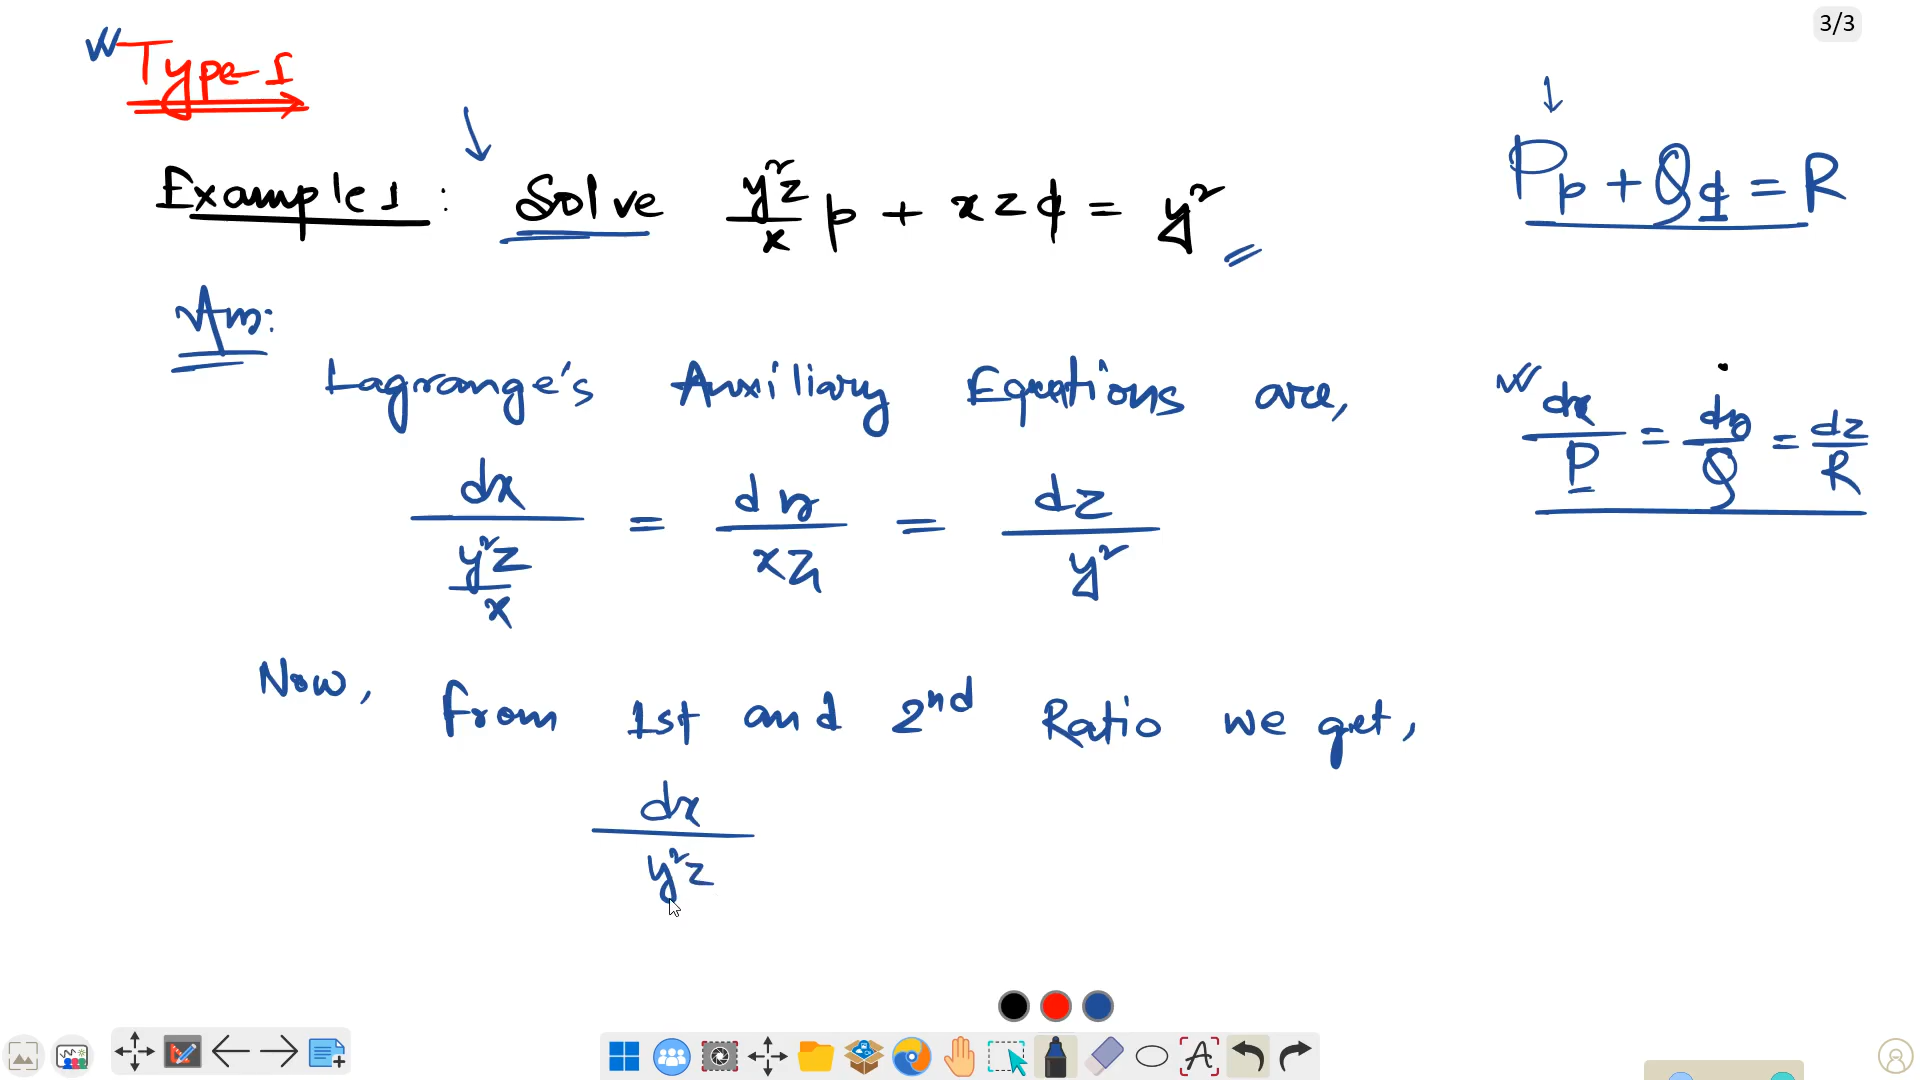 3/3
Type-1
Pp + Qq = R
Example 1 : Solve y²z/x p + xzq = y²
Ans:
Lagrange's Auxiliary Equations are,
dx/P = dy/Q = dz/R
dx/(y²z/x) = dy/xz = dz/y²
Now, From 1st and 2nd Ratio we get,
dx/y²z